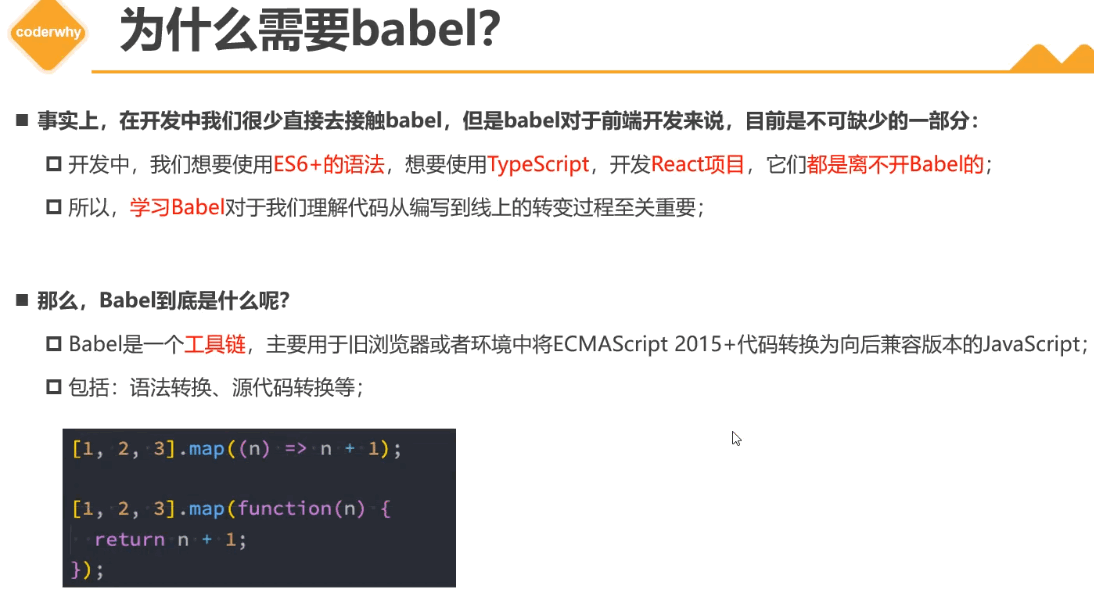 coderwhy
为什么需要babel?
事实上，在开发中我们很少直接去接触babel，但是babel对于前端开发来说，目前是不可缺少的一部分：
开发中，我们想要使用ES6+的语法，想要使用TypeScript，开发React项目，它们都是离不开Babel的；
所以，学习Babel对于我们理解代码从编写到线上的转变过程至关重要；
那么，Babel到底是什么呢？
Babel是一个工具链，主要用于旧浏览器或者环境中将ECMAScript 2015+代码转换为向后兼容版本的JavaScript；
包括：语法转换、源代码转换等；
[1, 2, 3].map((n) => n + 1);
[1, 2, 3].map(function(n) {
return n + 1;
});